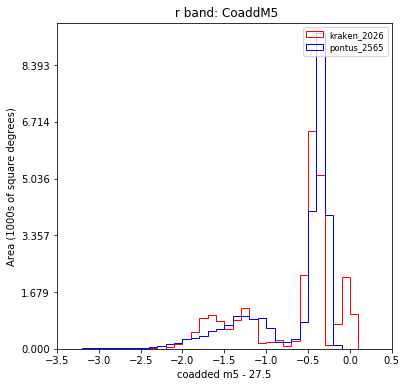 r band: CoaddM5
kraken_2026
pontus_2565
8.393
6.714
5.036
3.357
1.679
0.000
Area (1000s of square degrees)
−3.5 −3.0 −2.5 −2.0 −1.5 −1.0 −0.5 0.0 0.5
coadded m5 - 27.5